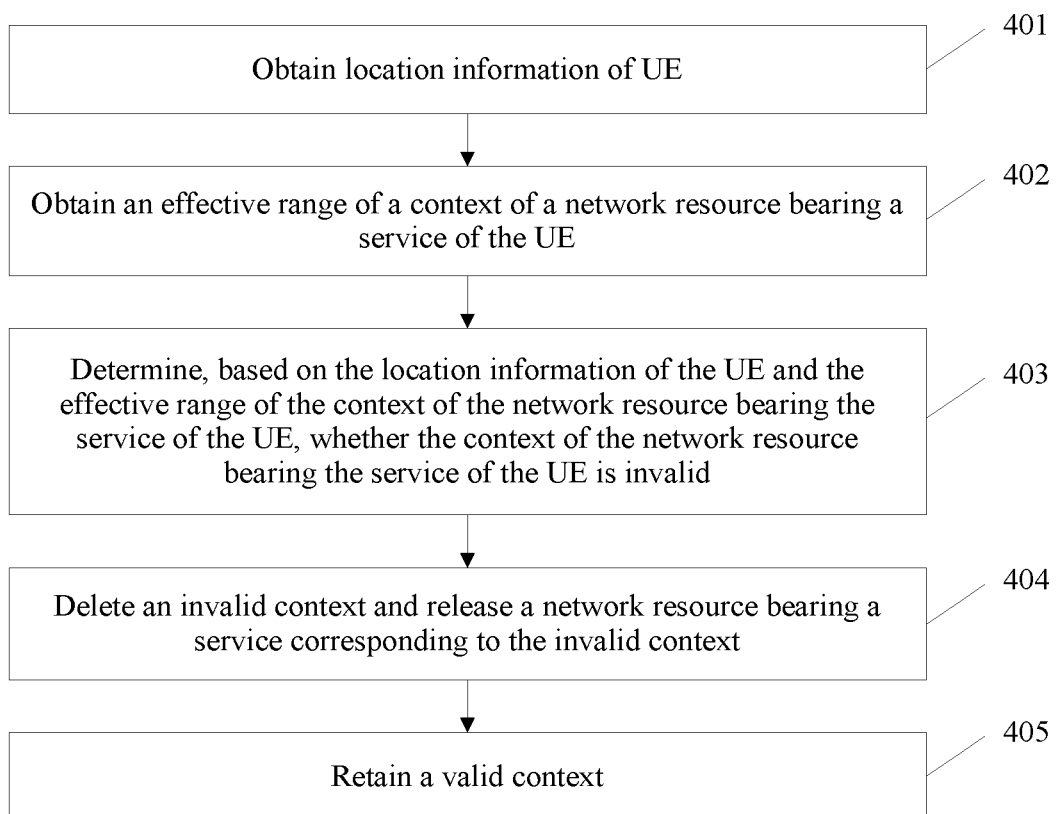 401
Obtain location information of UE
402
Obtain an effective range of a context of a network resource bearing a
service of the UE
403
Determine, based on the location information of the UE and the
effective range of the context of the network resource bearing the
service of the UE, whether the context of the network resource
bearing the service of the UE is invalid
404
Delete an invalid context and release a network resource bearing a
service corresponding to the invalid context
405
Retain a valid context